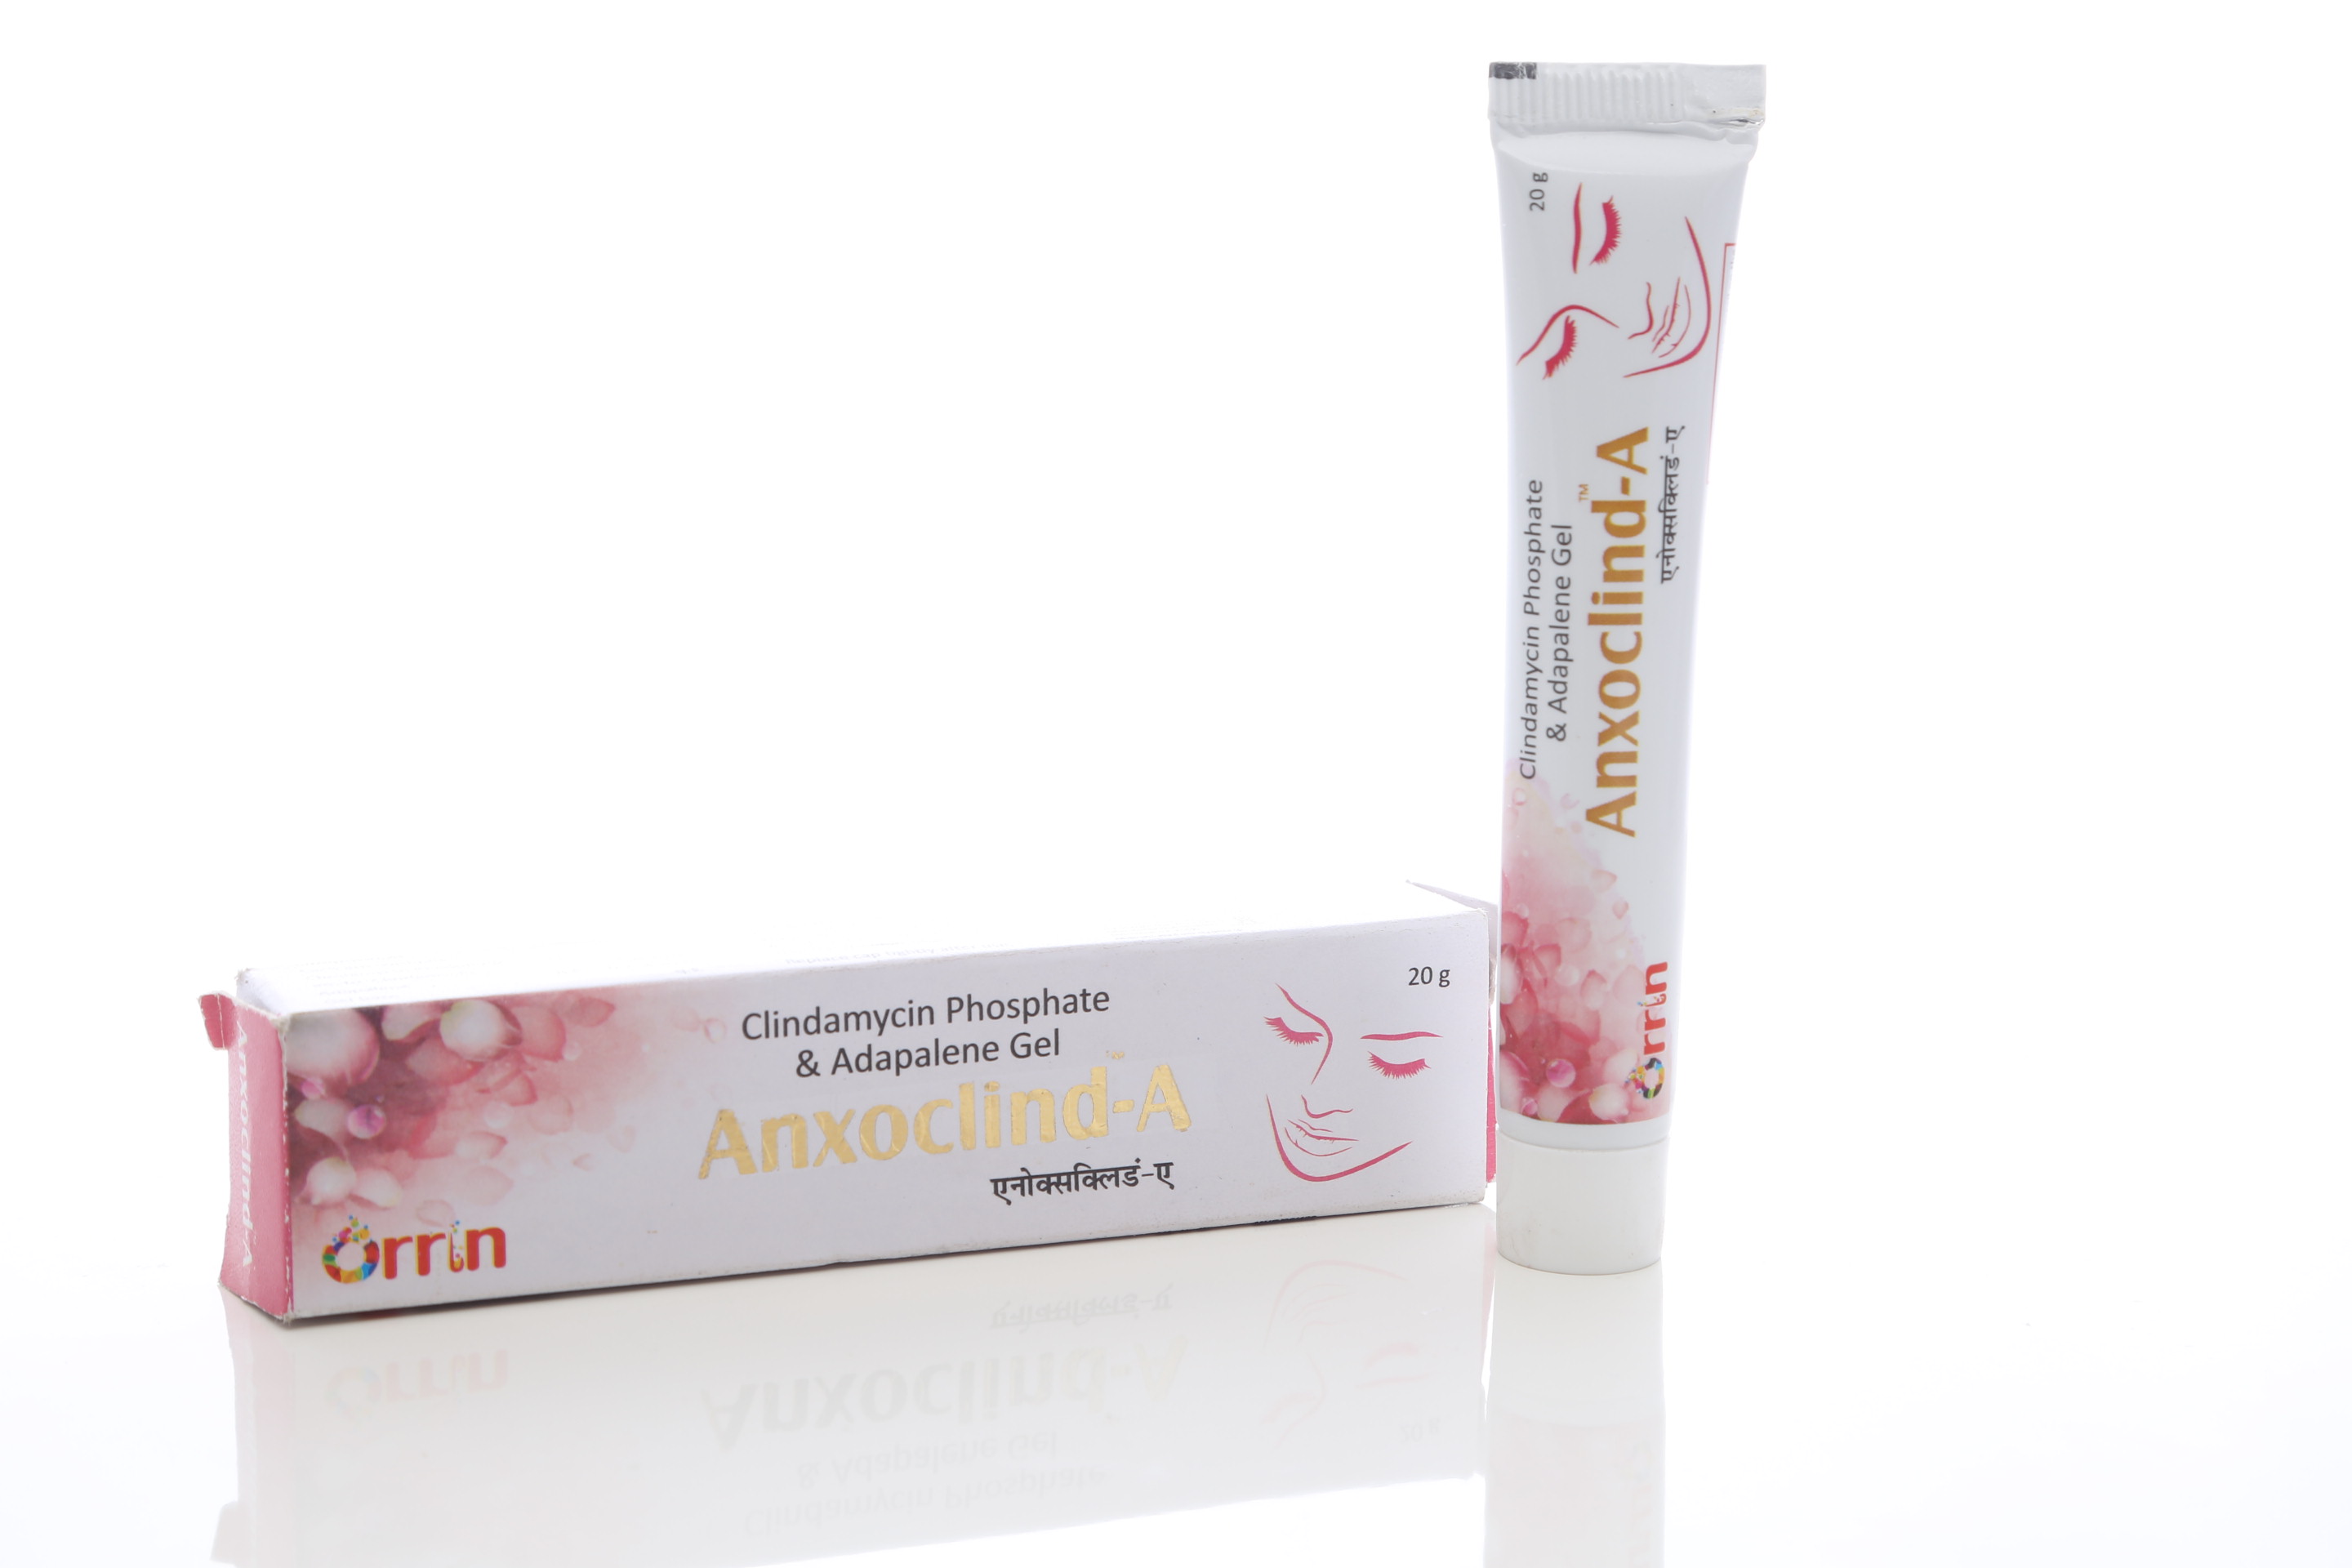 Clindamycin Phosphate
& Adapalene Gel
Anxoclind-A
एनोक्सक्लिडं-ए
20 g
Orrin
Anxoclind-A
20 g
Clindamycin Phosphate
& Adapalene Gel
Anxoclind-A™
एनोक्सक्लिडं-ए
Orrin